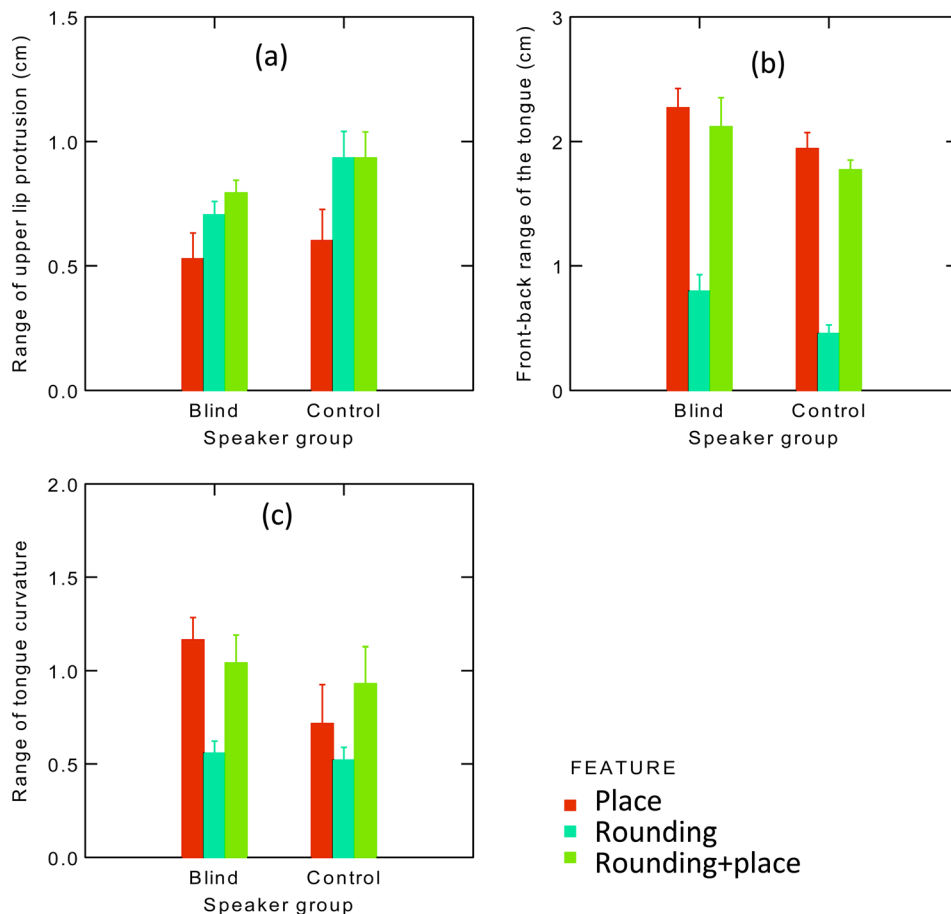 (a)
Range of upper lip protrusion (cm)
1.5
1.0
0.5
0.0
Blind Control
Speaker group
(b)
Front-back range of the tongue (cm)
3
2
1
0
Blind Control
Speaker group
(c)
Range of tongue curvature
2.0
1.5
1.0
0.5
0.0
Blind Control
Speaker group
FEATURE
Place
Rounding
Rounding+place